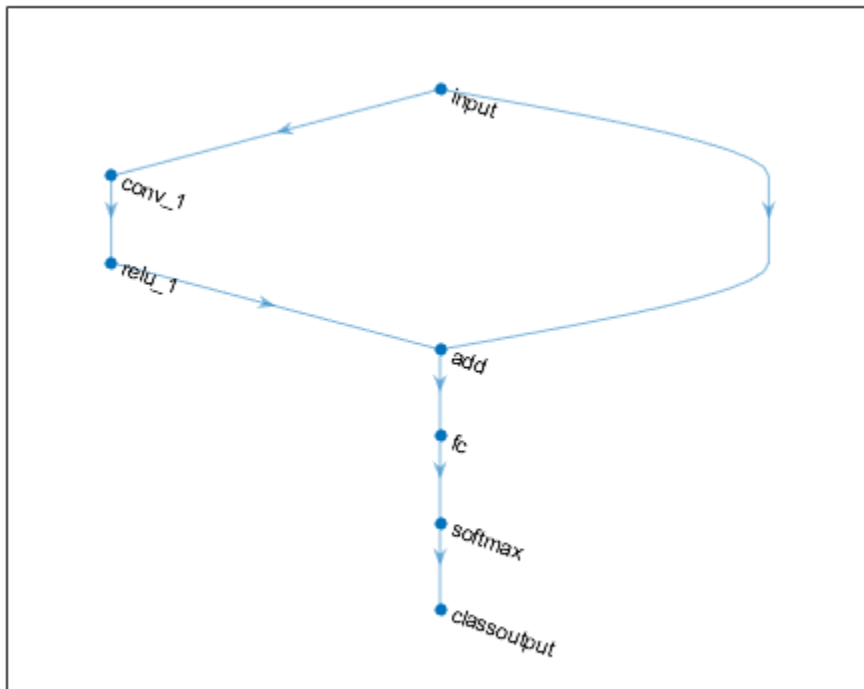 input
conv_1
relu_1
add
fc
softmax
classoutput